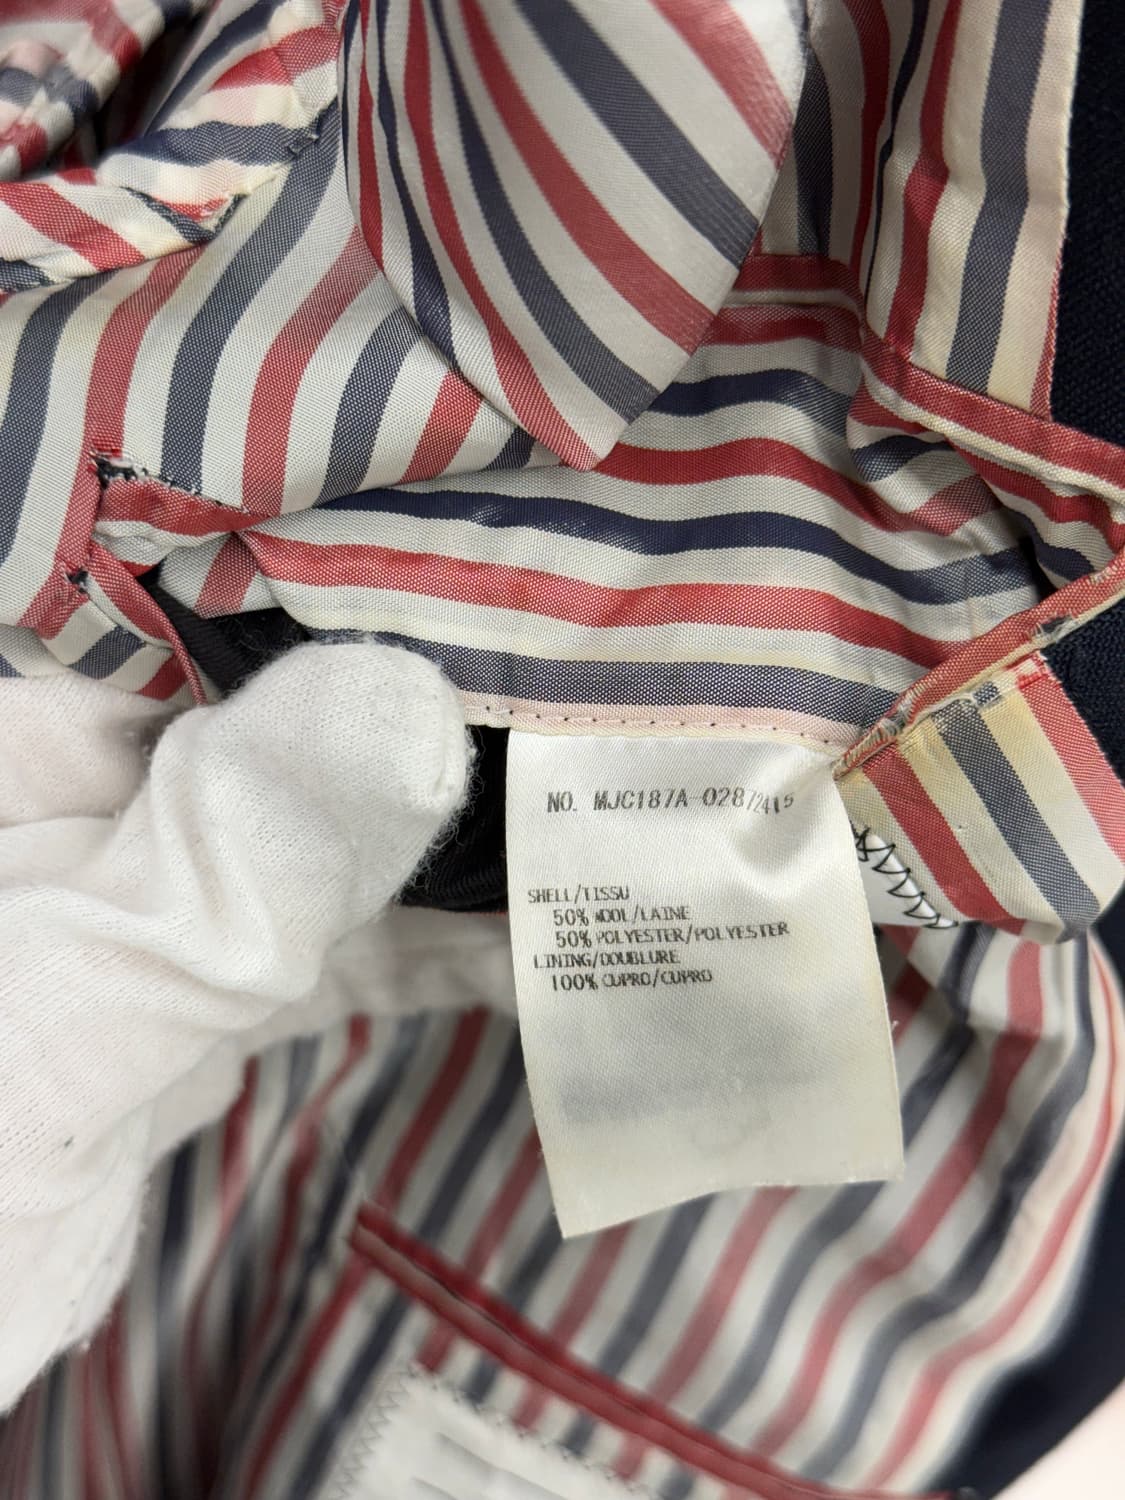 NO. MJC187A-02872415
SHELL/TISSU
50% WOOL/LAINE
50% POLYESTER/POLYESTER
LINING/DOUBLURE
100% CUPRO/CUPRO